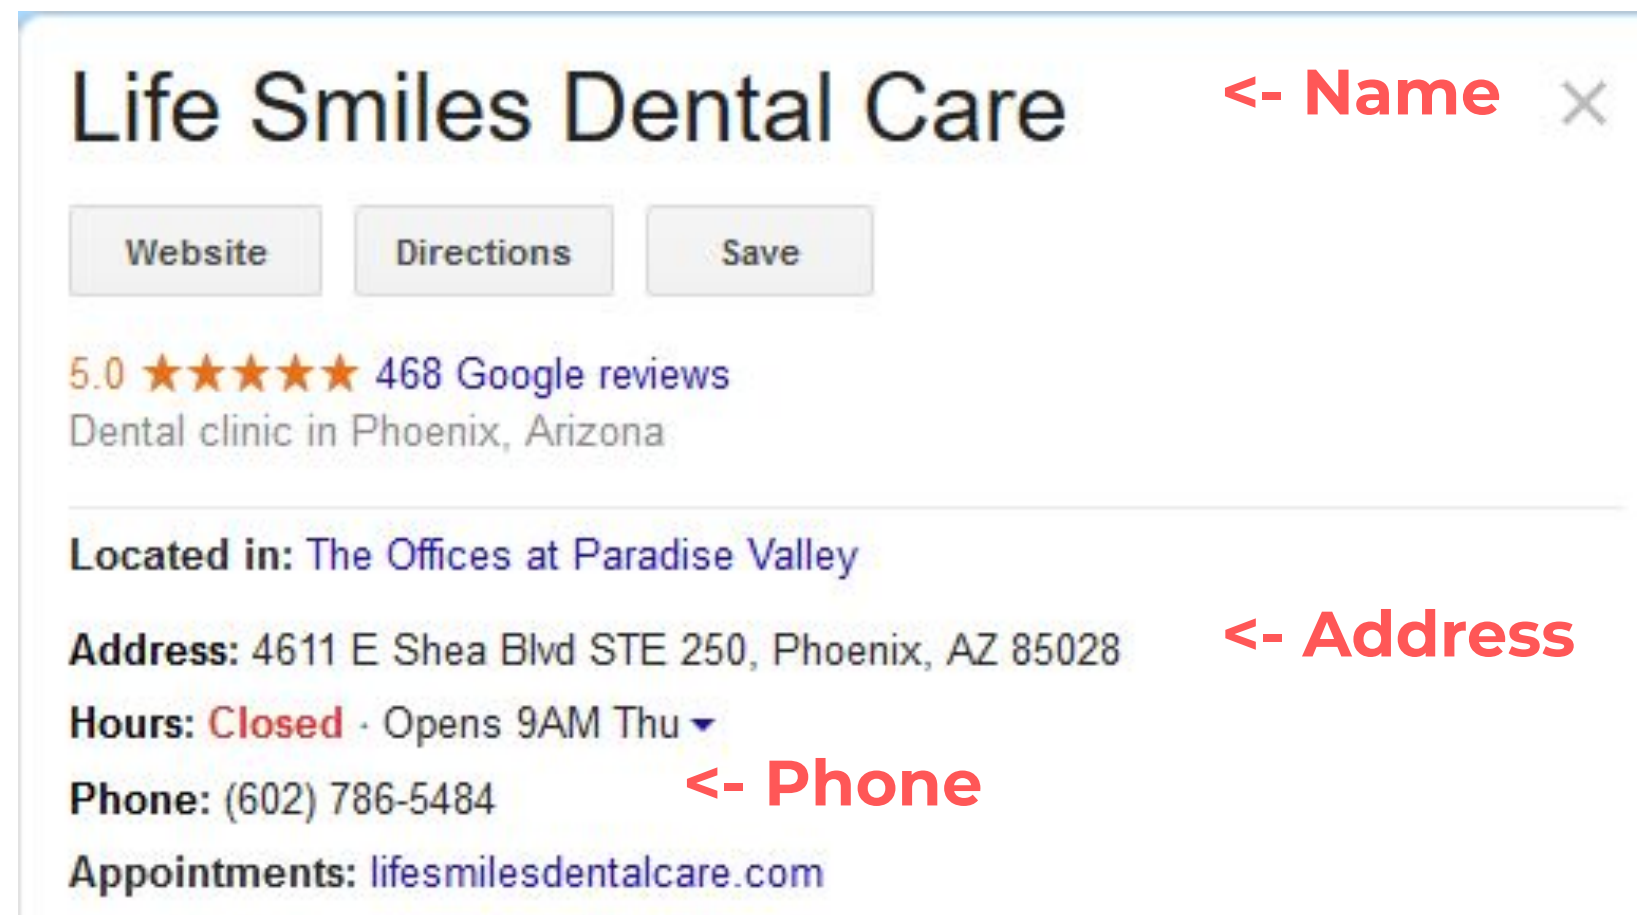 Life Smiles Dental Care <- Name ×
Website Directions Save
5.0 ★★★★★ 468 Google reviews
Dental clinic in Phoenix, Arizona
Located in: The Offices at Paradise Valley
Address: 4611 E Shea Blvd STE 250, Phoenix, AZ 85028 <- Address
Hours: Closed · Opens 9AM Thu
Phone: (602) 786-5484 <- Phone
Appointments: lifesmilesdentalcare.com